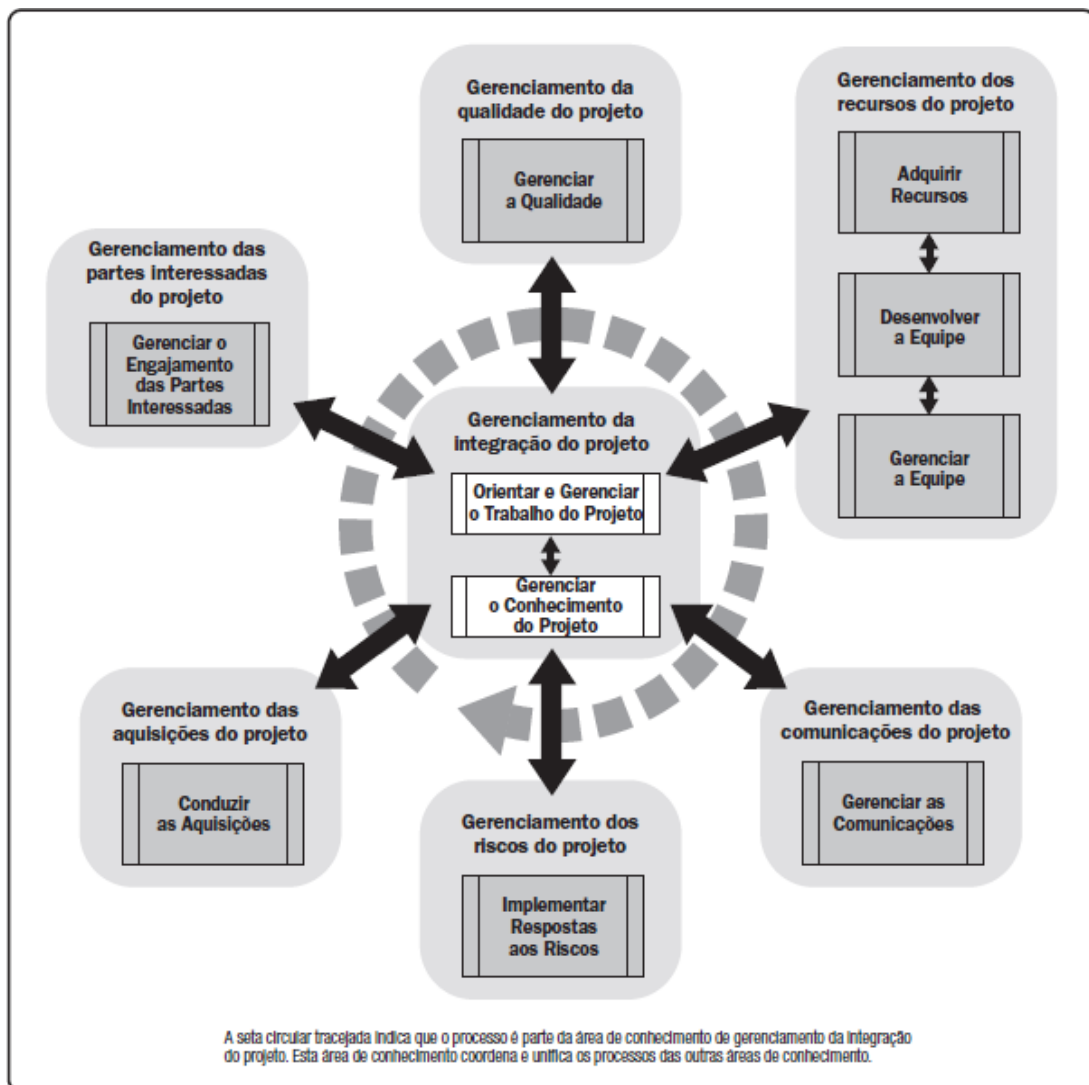 Gerenciamento da
qualidade do projeto
Gerenciar
a Qualidade
Gerenciamento dos
recursos do projeto
Adquirir
Recursos
Desenvolver
a Equipe
Gerenciar
a Equipe
Gerenciamento das
partes interessadas
do projeto
Gerenciar o
Engajamento
das Partes
Interessadas
Gerenciamento da
integração do projeto
Orientar e Gerenciar
o Trabalho do Projeto
Gerenciar
o Conhecimento
do Projeto
Gerenciamento das
aquisições do projeto
Conduzir
as Aquisições
Gerenciamento dos
riscos do projeto
Implementar
Respostas
aos Riscos
Gerenciamento das
comunicações do projeto
Gerenciar as
Comunicações
A seta circular tracejada indica que o processo é parte da área de conhecimento de gerenciamento da integração
do projeto. Esta área de conhecimento coordena e unifica os processos das outras áreas de conhecimento.